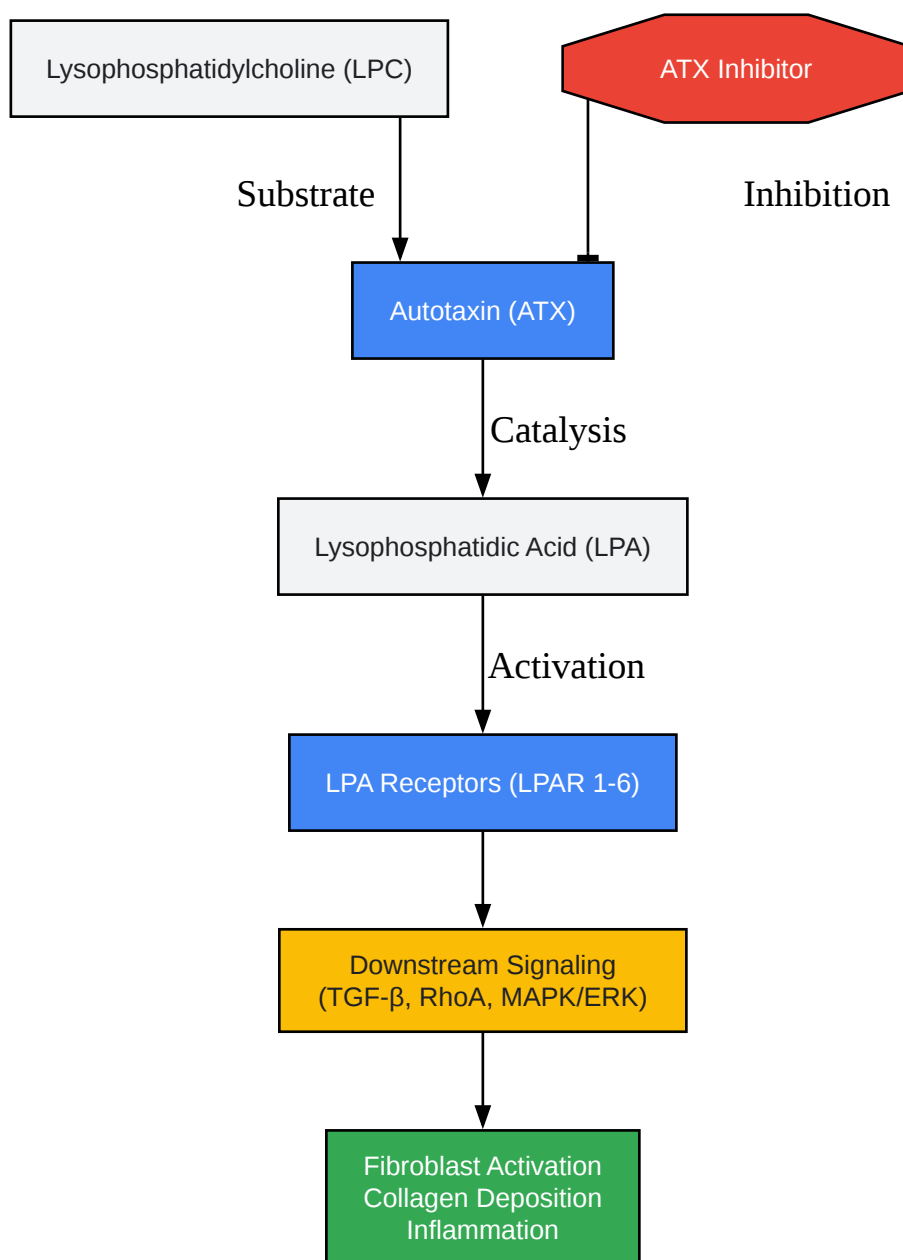 Lysophosphatidylcholine (LPC)
ATX Inhibitor
Substrate
Inhibition
Autotaxin (ATX)
Catalysis
Lysophosphatidic Acid (LPA)
Activation
LPA Receptors (LPAR 1-6)
Downstream Signaling
(TGF-β, RhoA, MAPK/ERK)
Fibroblast Activation
Collagen Deposition
Inflammation